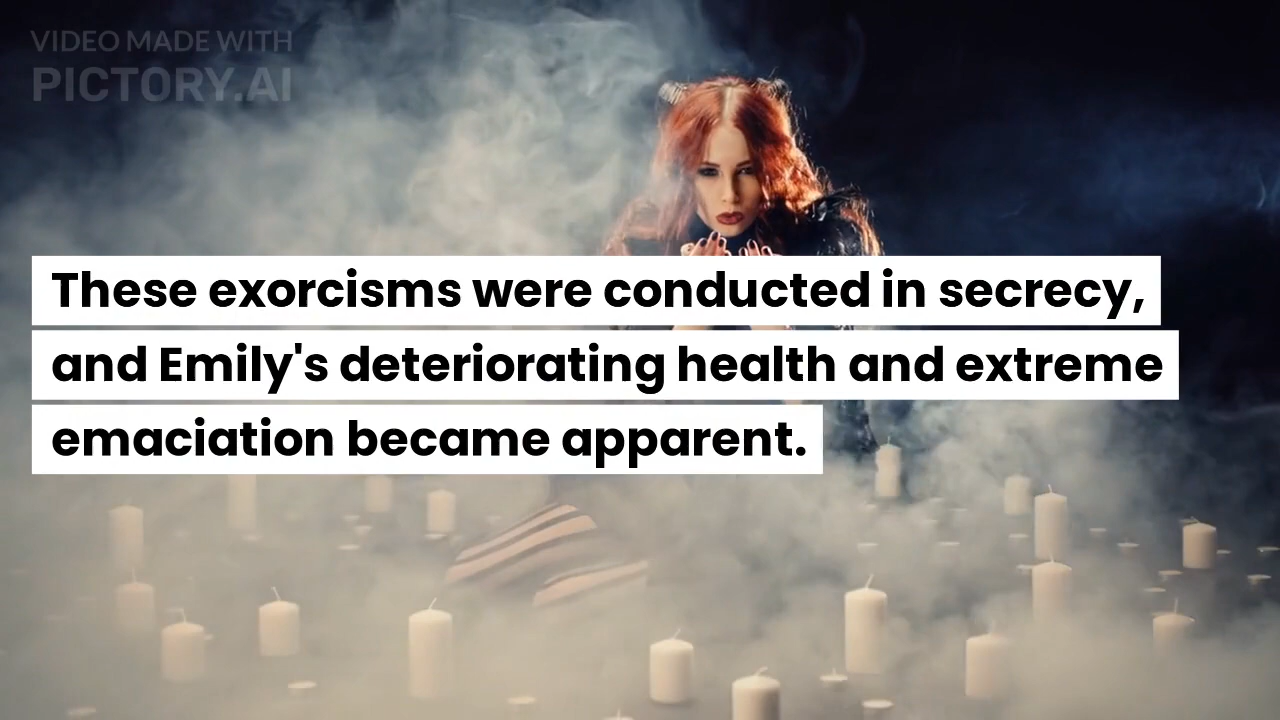 VIDEO MADE WITH
PICTORY.AI
These exorcisms were conducted in secrecy,
and Emily's deteriorating health and extreme
emaciation became apparent.